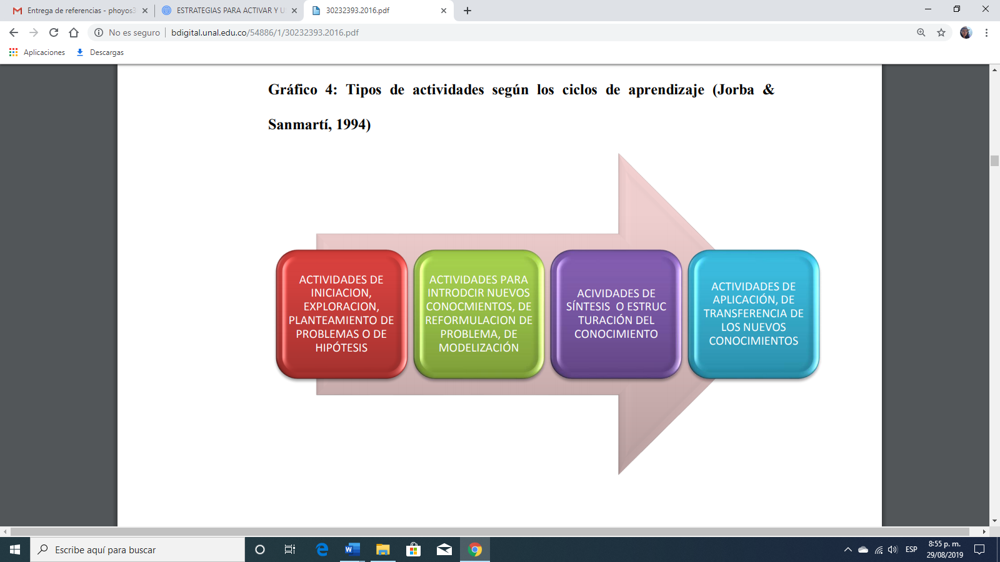 Entrega de referencias - phoyos3
ESTRATEGIAS PARA ACTIVAR Y U
30232393.2016.pdf
No es seguro
bdigital.unal.edu.co/54886/1/30232393.2016.pdf
Aplicaciones
Descargas
Gráfico 4: Tipos de actividades según los ciclos de aprendizaje (Jorba &
Sanmartí, 1994)
ACTIVIDADES DE
INICIACION,
EXPLORACION,
PLANTEAMIENTO DE
PROBLEMAS O DE
HIPÓTESIS
ACTIVIDADES PARA
INTRODCIR NUEVOS
CONOCMIENTOS, DE
REFORMULACION DE
PROBLEMA, DE
MODELIZACIÓN
ACIVIDADES DE
SÍNTESIS O ESTRUC
TURACIÓN DEL
CONOCIMIENTO
ACTIVIDADES DE
APLICACIÓN, DE
TRANSFERENCIA DE
LOS NUEVOS
CONOCIMIENTOS
Escribe aquí para buscar
ESP
8:55 p. m.
29/08/2019